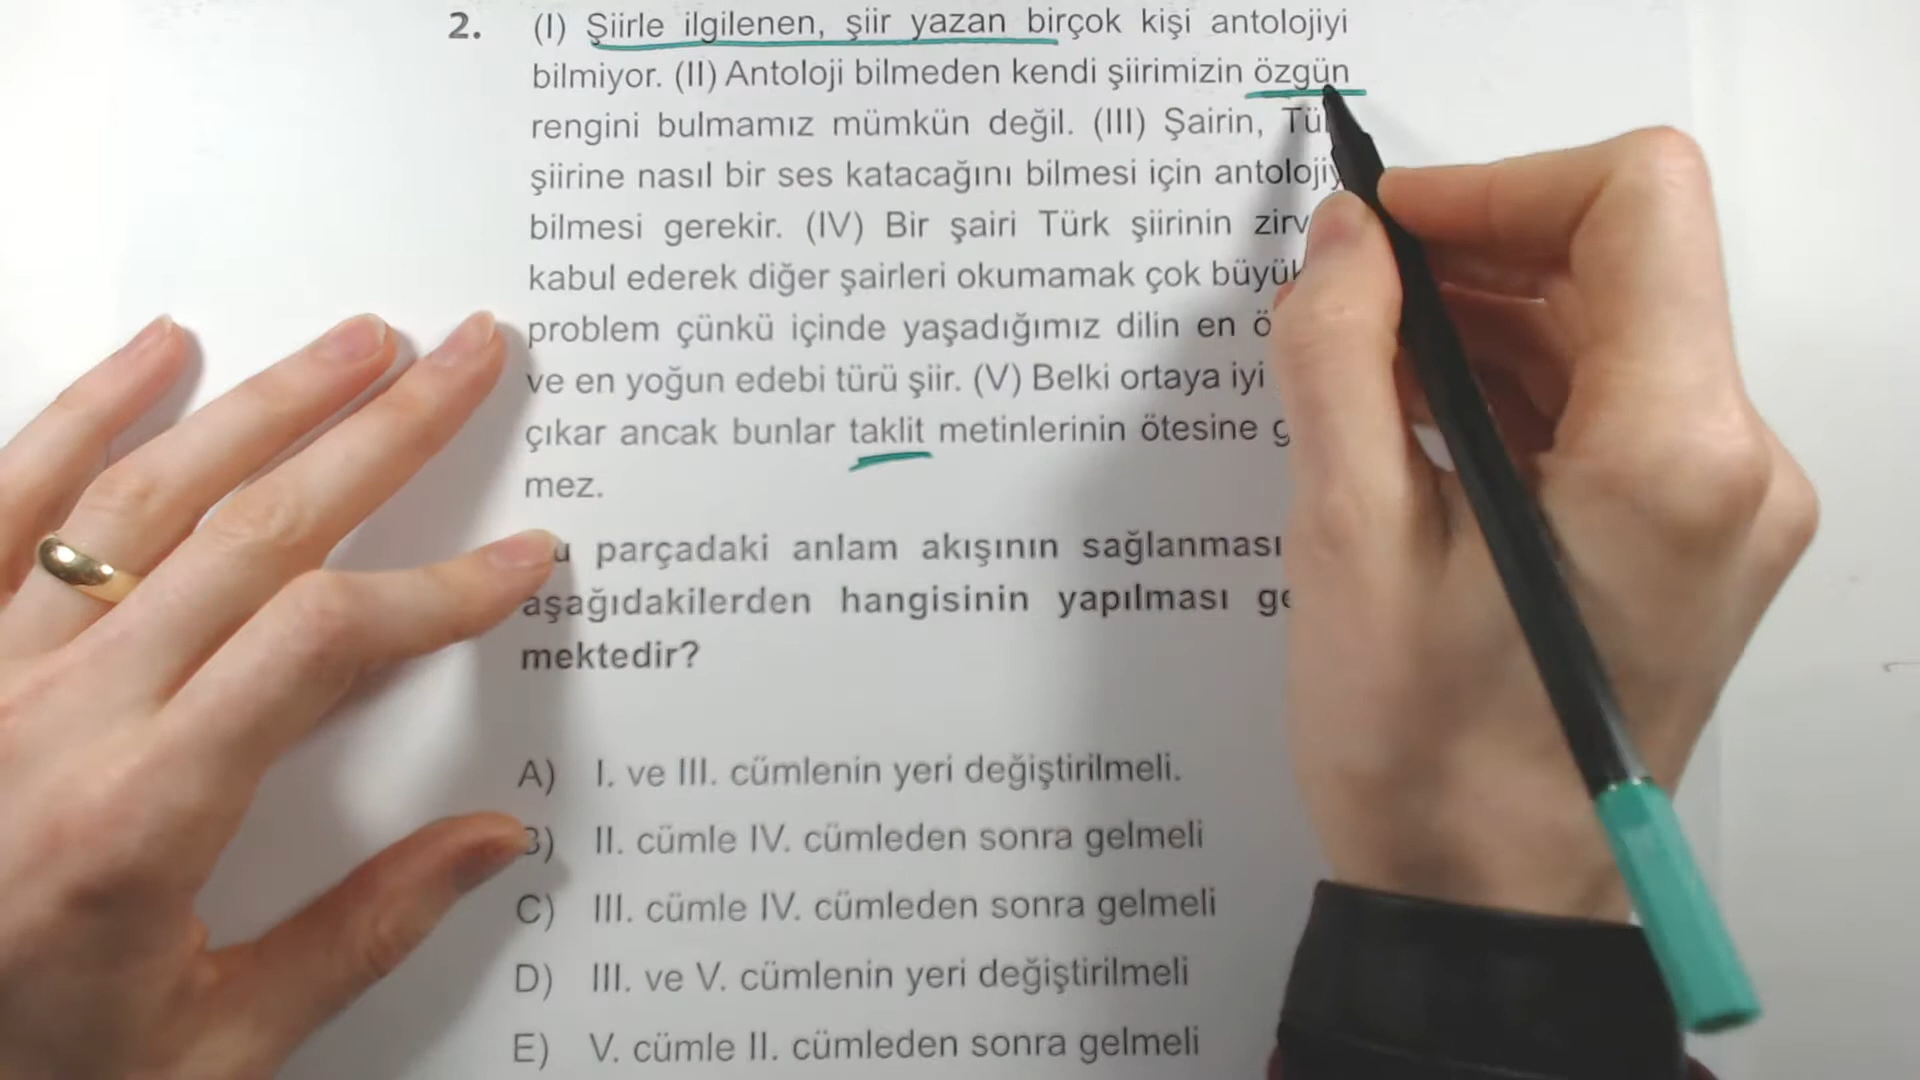 2. (I) Şiirle ilgilenen, şiir yazan birçok kişi antolojiyi
bilmiyor. (II) Antoloji bilmeden kendi şiirimizin özgün
rengini bulmamız mümkün değil. (III) Şairin,
şiirine nasıl bir ses katacağını bilmesi için
bilmesi gerekir. (IV) Bir şairi Türk şiirinin
kabul ederek diğer şairleri okumamak çok
problem çünkü içinde yaşadığımız dilin en
ve en yoğun edebi türü şiir. (V) Belki ortaya iyi
çıkar ancak bunlar taklit metinlerinin ötesine
mez.
parçadaki anlam akışının sağlanması
aşağıdakilerden hangisinin yapılması
mektedir?
A) I. ve III. cümlenin yeri değiştirilmeli.
B) II. cümle IV. cümleden sonra gelmeli
C) III. cümle IV. cümleden sonra gelmeli
D) III. ve V. cümlenin yeri değiştirilmeli
E) V. cümle II. cümleden sonra gelmeli